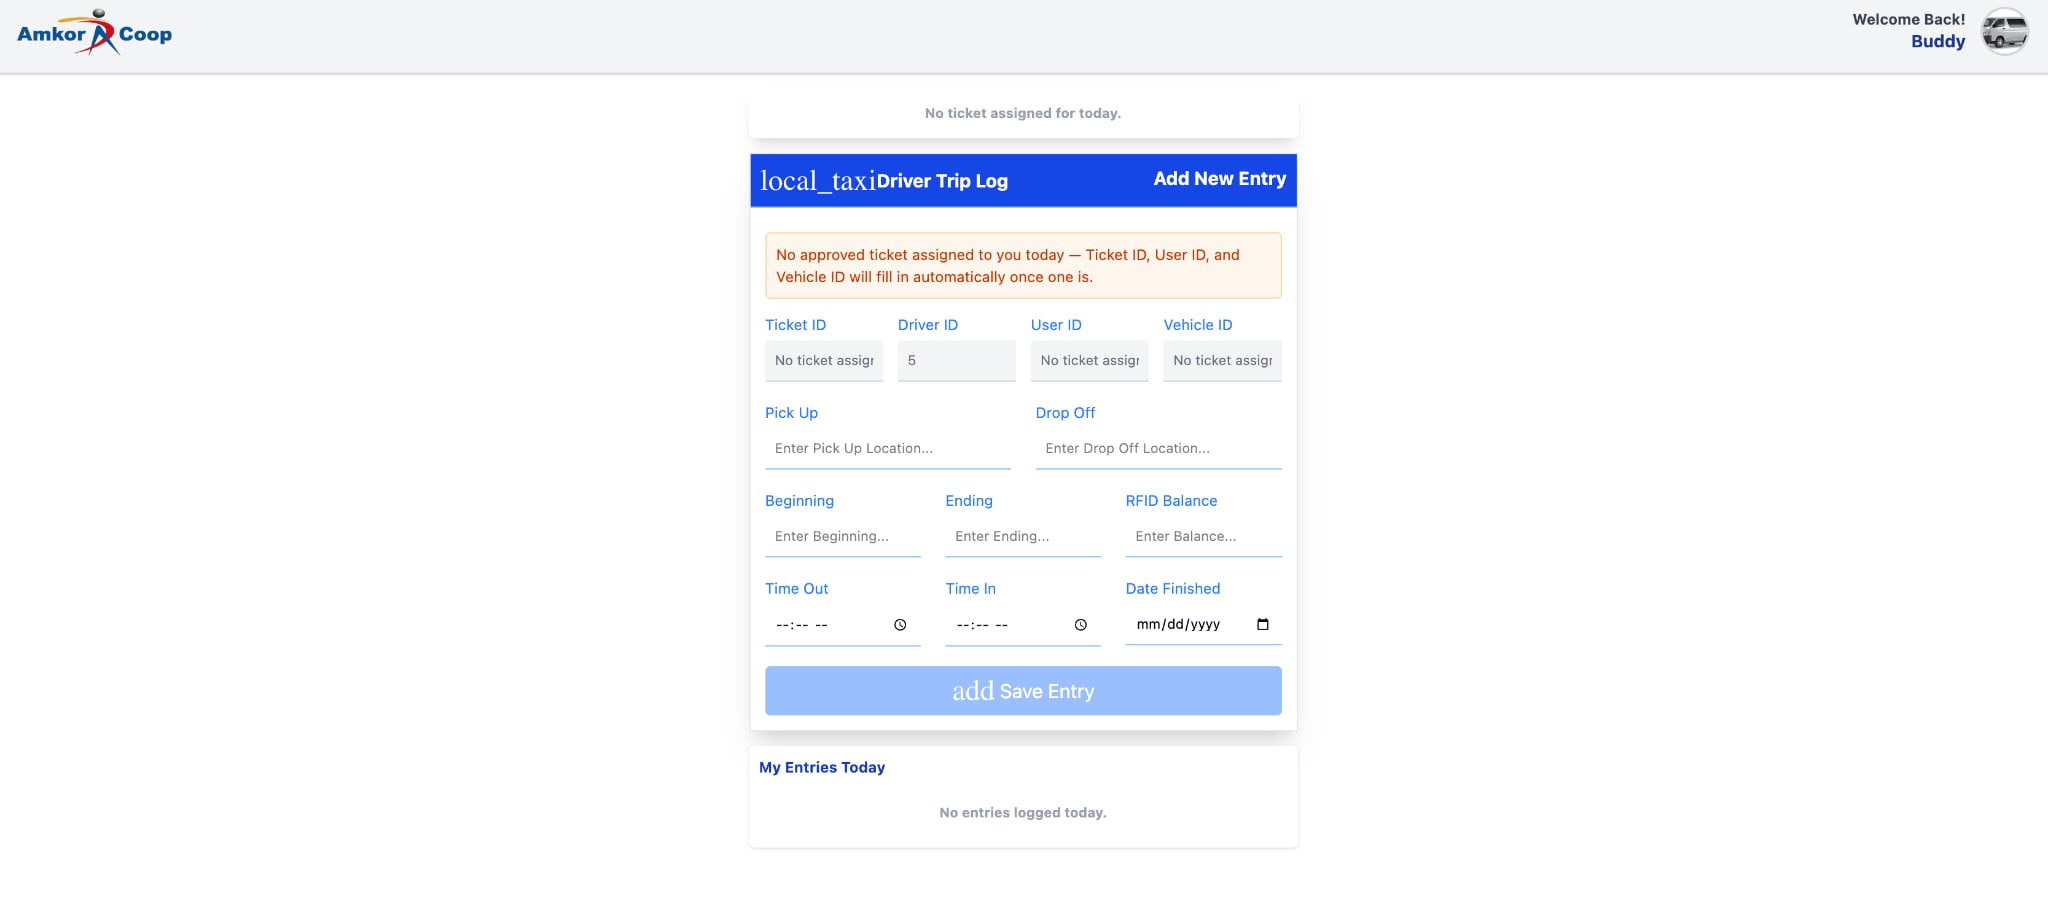 Amkor Coop
Welcome Back!
Buddy
No ticket assigned for today.
local_taxiDriver Trip Log
Add New Entry
No approved ticket assigned to you today — Ticket ID, User ID, and
Vehicle ID will fill in automatically once one is.
Ticket ID Driver ID User ID Vehicle ID
No ticket assigr 5 No ticket assigr No ticket assigr
Pick Up Drop Off
Enter Pick Up Location... Enter Drop Off Location...
Beginning Ending RFID Balance
Enter Beginning... Enter Ending... Enter Balance...
Time Out Time In Date Finished
--:-- -- --:-- -- mm/dd/yyyy
add Save Entry
My Entries Today
No entries logged today.